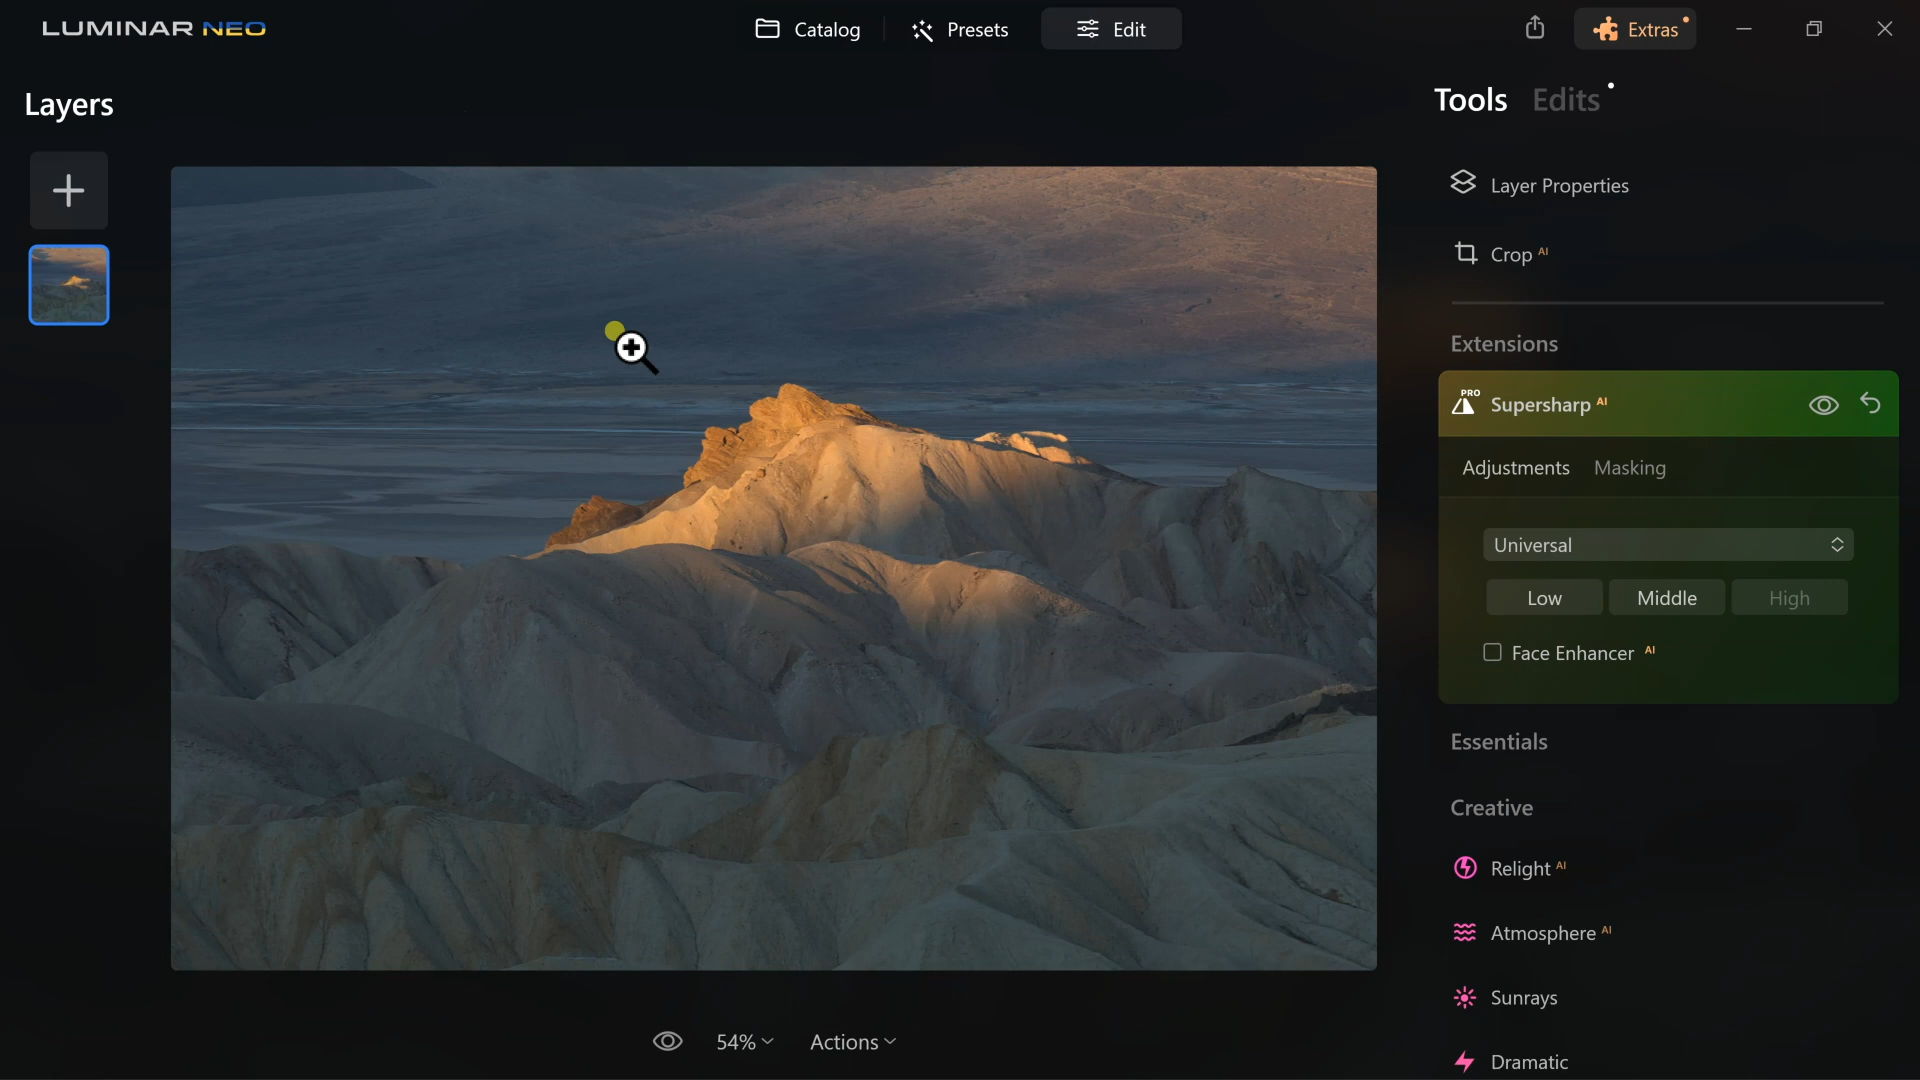 LUMINAR NEO
Catalog
Presets
Edit
Extras
Layers
Tools
Edits
Layer Properties
Crop AI
Extensions
PRO
Supersharp AI
Adjustments
Masking
Universal
Low
Middle
High
Face Enhancer AI
Essentials
Creative
Relight AI
Atmosphere AI
Sunrays
Dramatic
54%
Actions